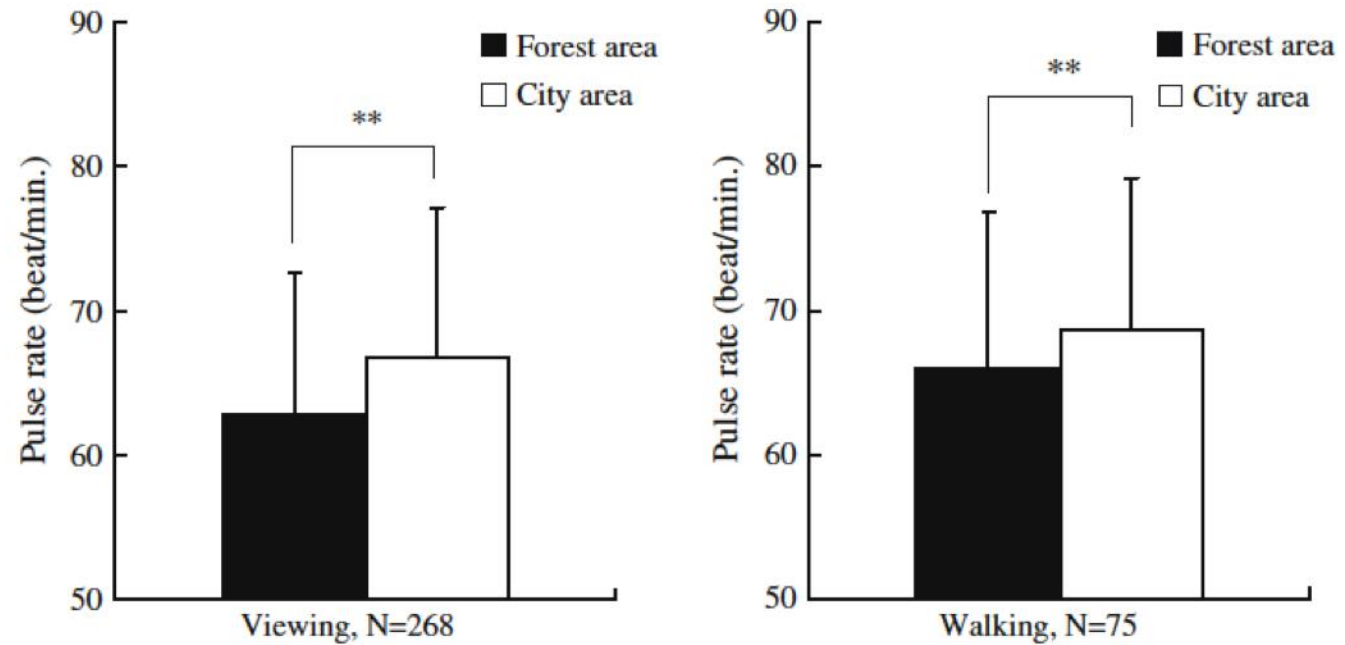 90
80
70
60
50
Pulse rate (beat/min.)
Forest area
City area
**
Viewing, N=268
90
80
70
60
50
Pulse rate (beat/min.)
Forest area
City area
**
Walking, N=75